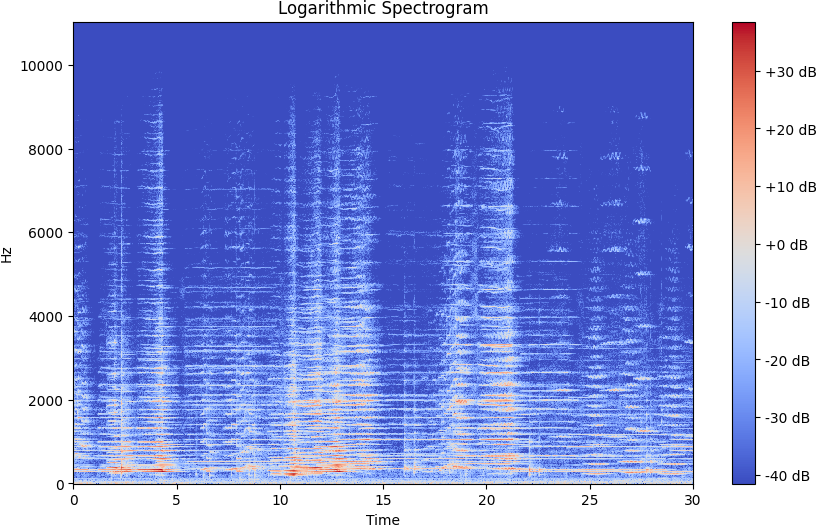 Logarithmic Spectrogram
Hz
10000
8000
6000
4000
2000
0
0 5 10 15 20 25 30
Time
+30 dB
+20 dB
+10 dB
+0 dB
-10 dB
-20 dB
-30 dB
-40 dB